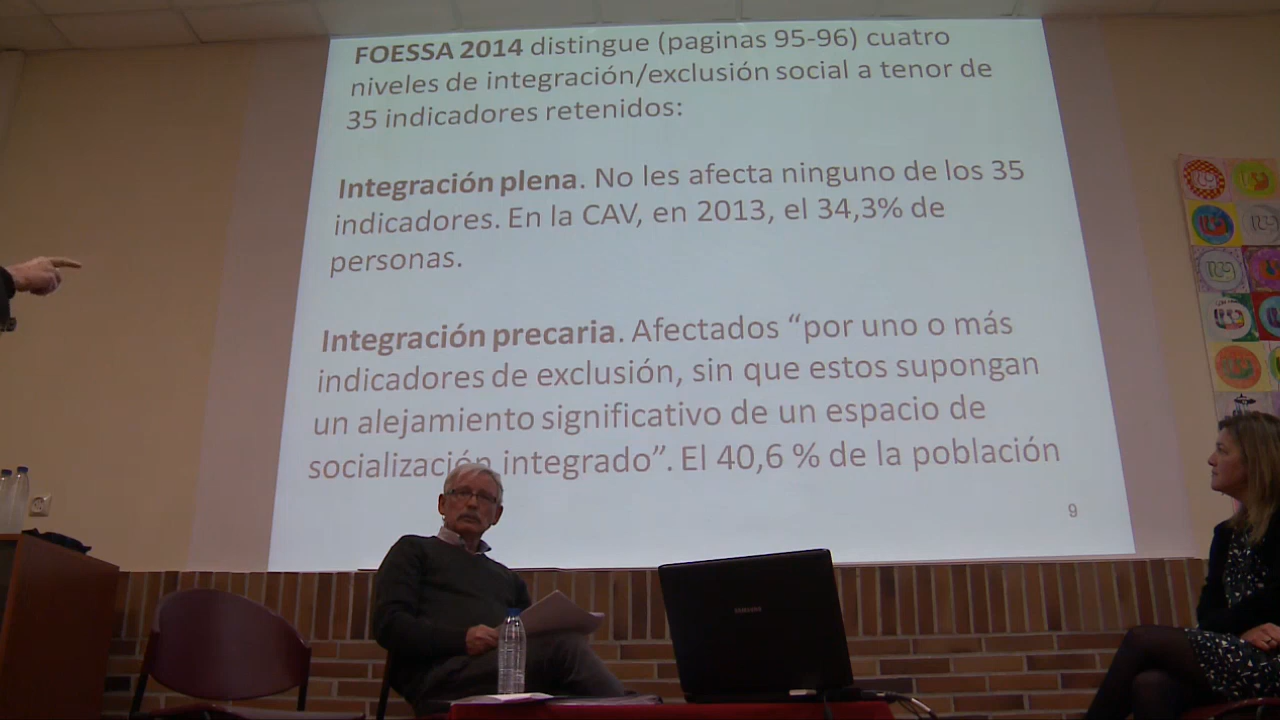 FOESSA 2014 distingue (paginas 95-96) cuatro
niveles de integración/exclusión social a tenor de
35 indicadores retenidos:
Integración plena. No les afecta ninguno de los 35
indicadores. En la CAV, en 2013, el 34,3% de
personas.
Integración precaria. Afectados “por uno o más
indicadores de exclusión, sin que estos supongan
un alejamiento significativo de un espacio de
socialización integrado”. El 40,6 % de la población
9
SAMSUNG